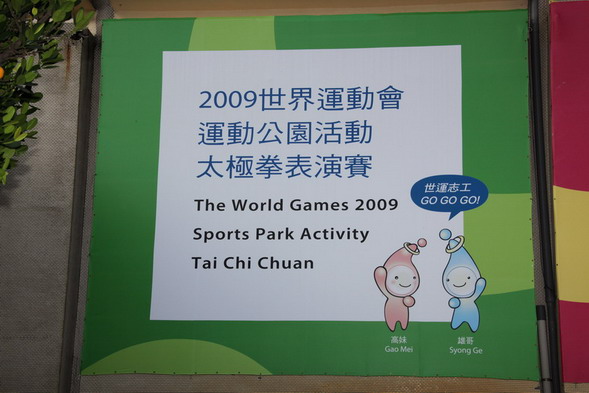 2009世界運動會
運動公園活動
太極拳表演賽
The World Games 2009
Sports Park Activity
Tai Chi Chuan
世運志工
GO GO GO!
高妹
Gao Mei
雄哥
Syong Ge